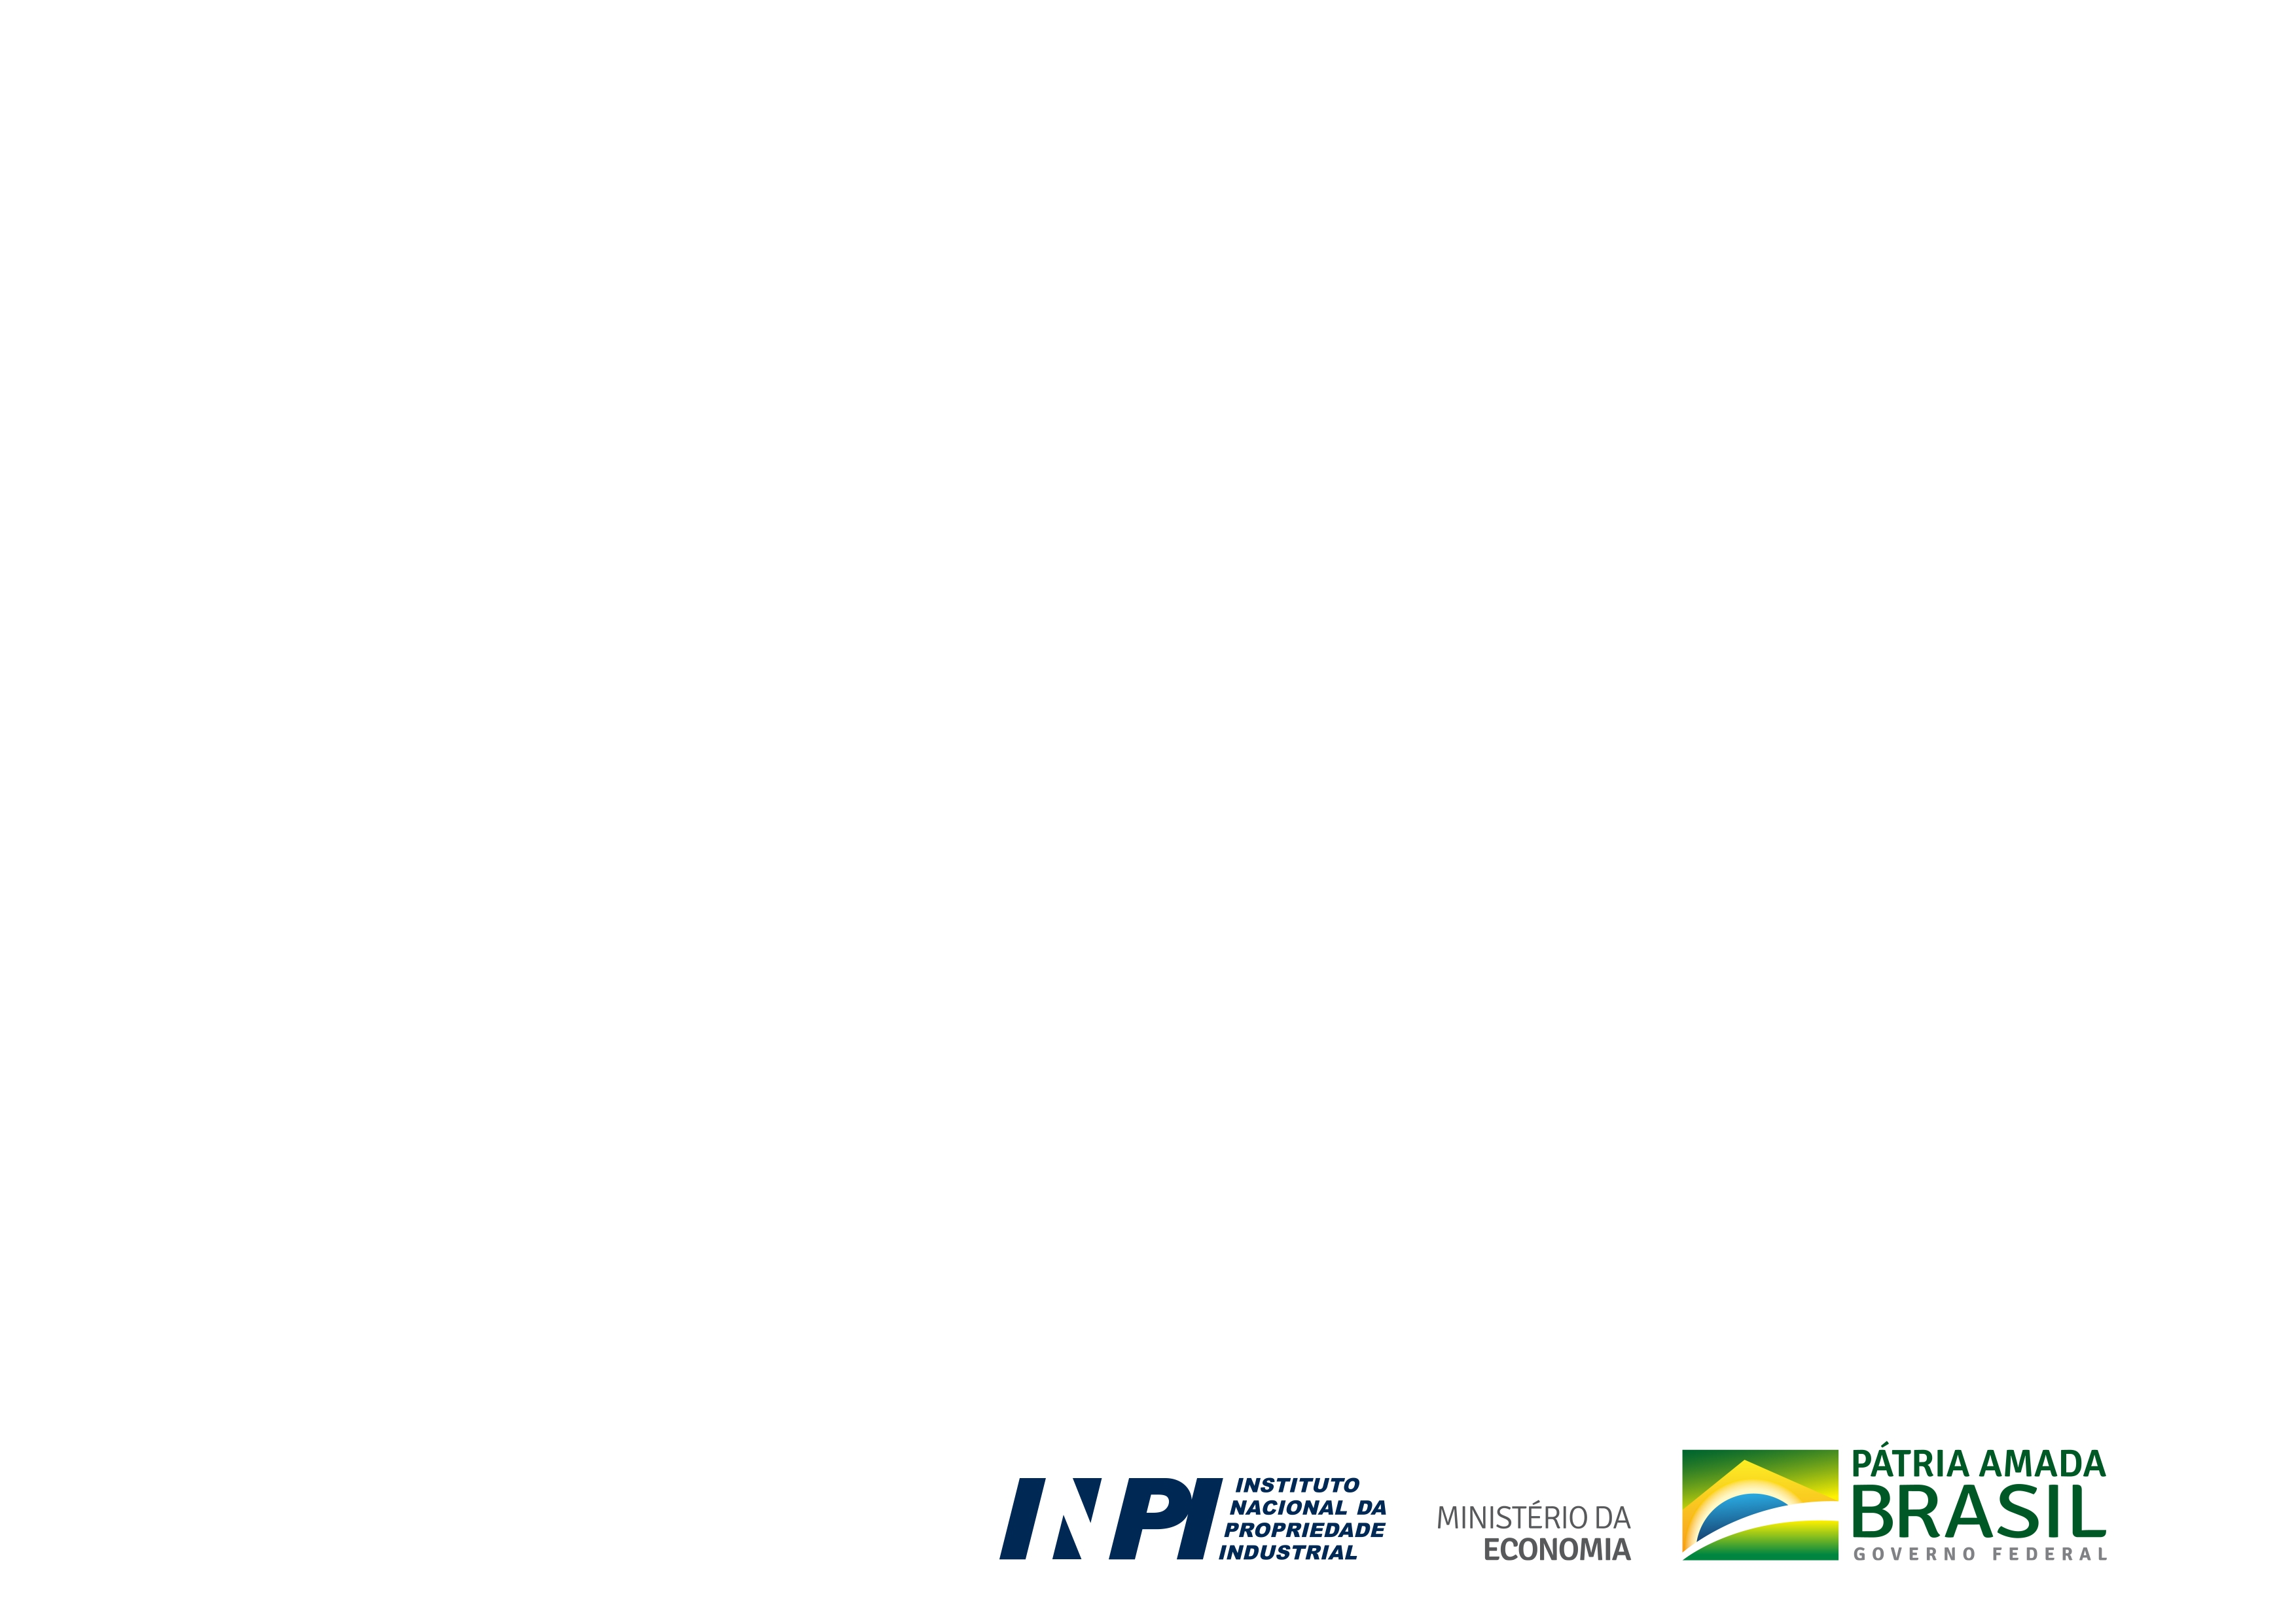 INPI
INSTITUTO
NACIONAL DA
PROPRIEDADE
INDUSTRIAL
MINISTÉRIO DA
ECONOMIA
PÁTRIA AMADA
BRASIL
GOVERNO FEDERAL